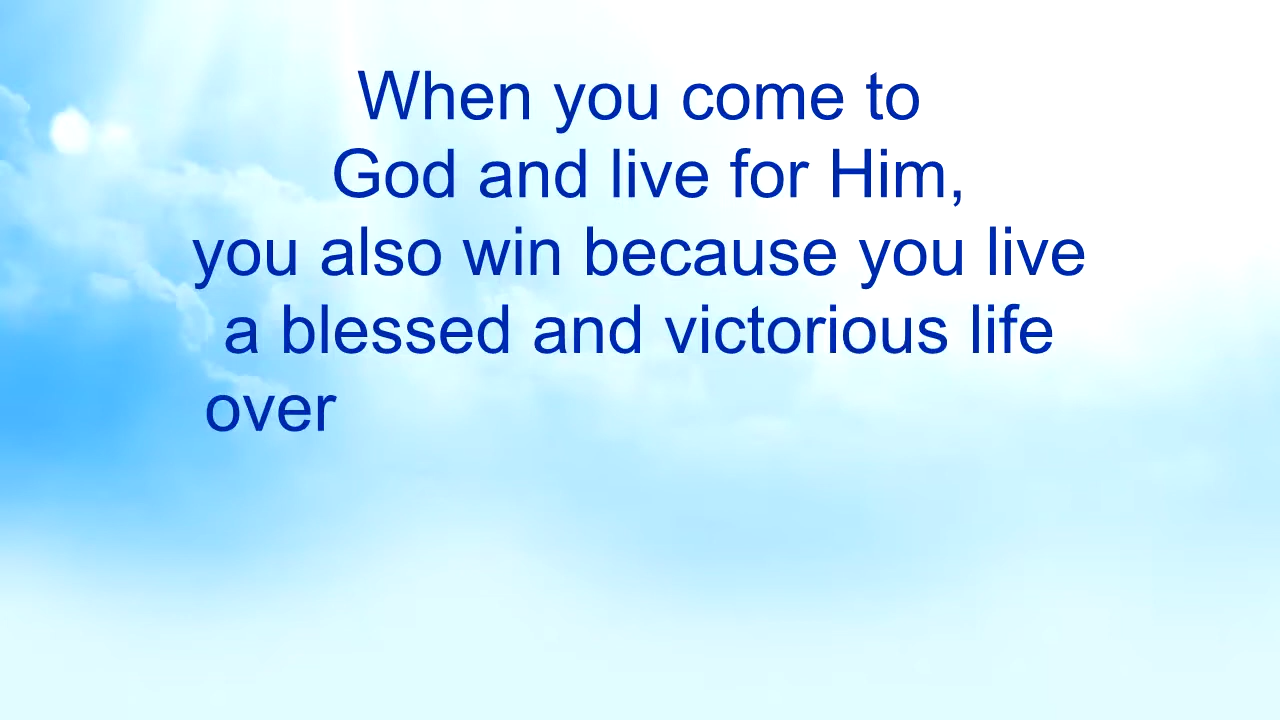 When you come to
God and live for Him,
you also win because you live
a blessed and victorious life
over